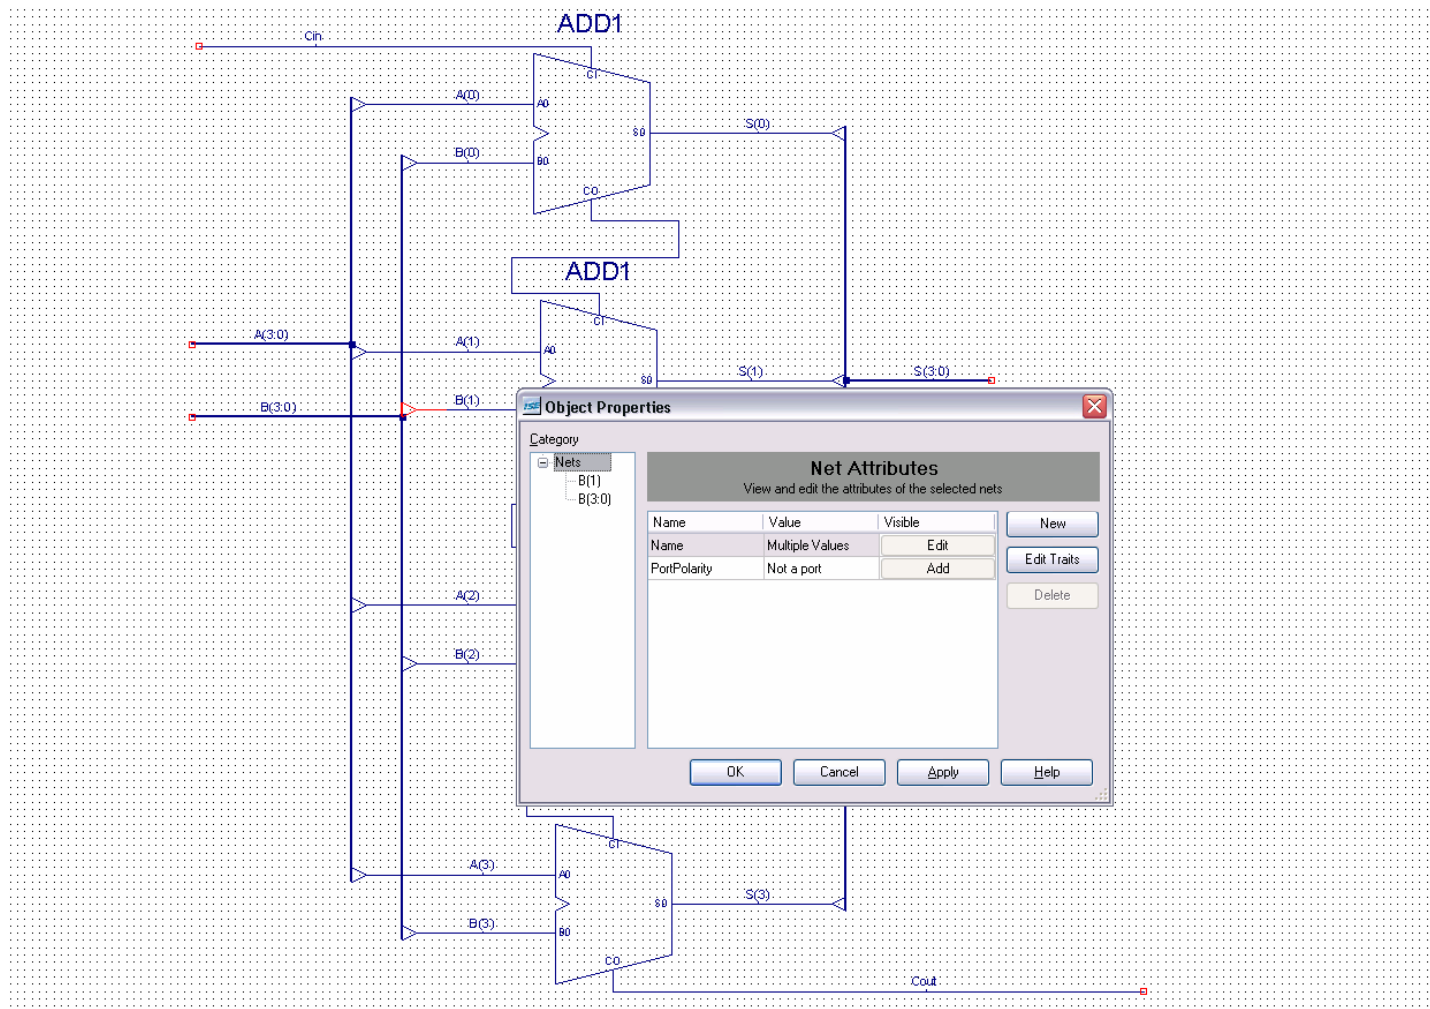 ADD1
Cin
CI
A(0)
A0
S(0)
S0
B(0)
B0
CO
ADD1
CI
A(3:0)
A(1)
A0
S(1)
S0
S(3:0)
B(3:0)
B(1)
ISE Object Properties
Category
Nets
B(1)
B(3:0)
Net Attributes
View and edit the attributes of the selected nets
Name Value Visible
Name Multiple Values Edit
PortPolarity Not a port Add
New
Edit Traits
Delete
A(2)
B(2)
OK Cancel Apply Help
CI
A(3)
A0
S(3)
S0
B(3)
B0
CO
Cout